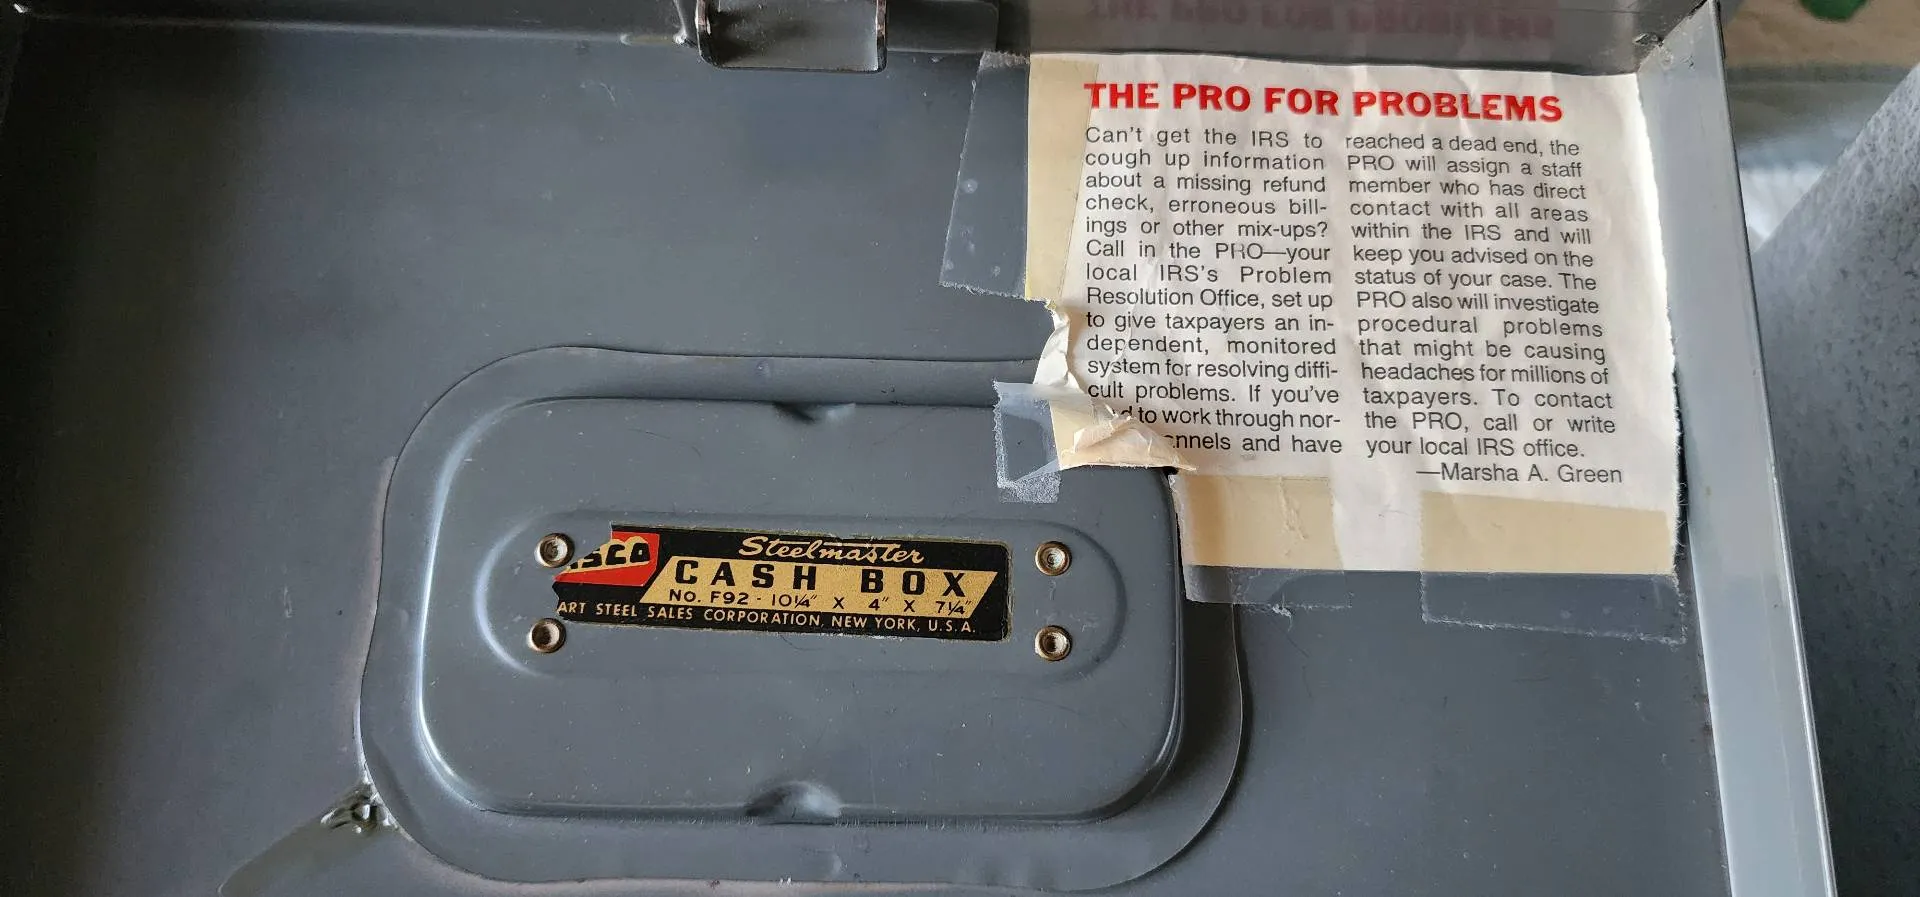 THE PRO FOR PROBLEMS
Can't get the IRS to
cough up information
about a missing refund
check, erroneous bill-
ings or other mix-ups?
Call in the PRO—your
local IRS's Problem
Resolution Office, set up
to give taxpayers an in-
dependent, monitored
system for resolving diffi-
cult problems. If you've
to work through nor-
and have
reached a dead end, the
PRO will assign a staff
member who has direct
contact with all areas
within the IRS and will
keep you advised on the
status of your case. The
PRO also will investigate
procedural problems
that might be causing
headaches for millions of
taxpayers. To contact
the PRO, call or write
your local IRS office.
—Marsha A. Green
Steelmaster
CASH BOX
No. F92 - 10¼" X 4" X 7¼"
ART STEEL SALES CORPORATION, NEW YORK, U.S.A.